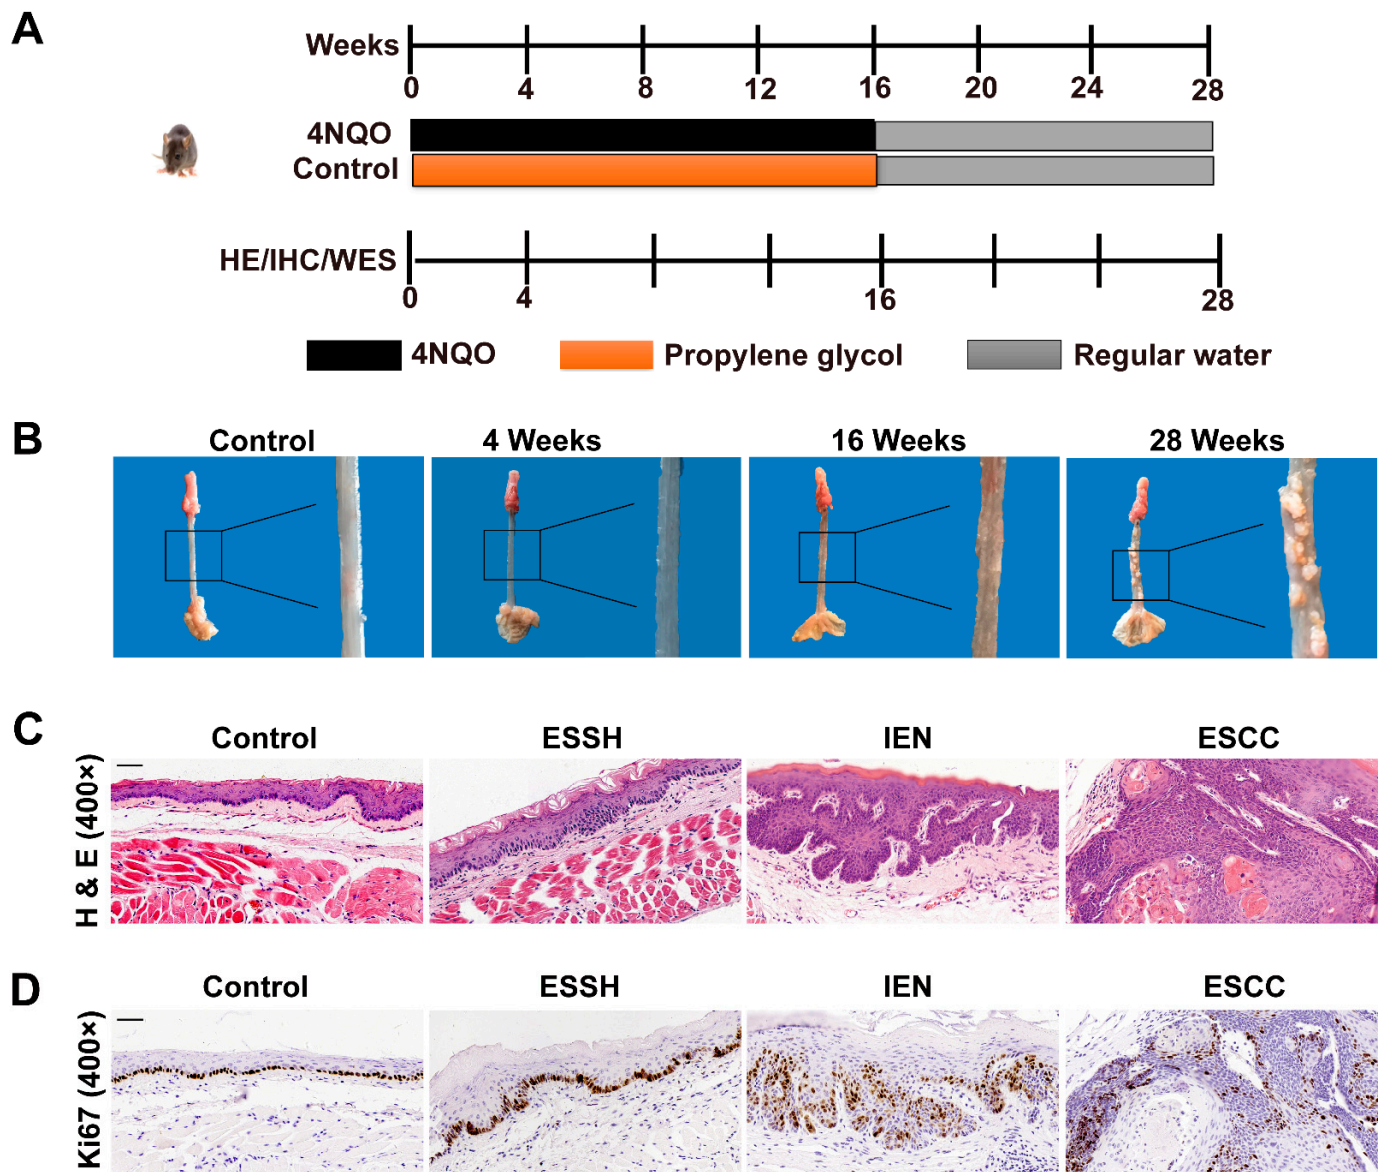 A
Weeks
0 4 8 12 16 20 24 28
4NQO
Control
HE/IHC/WES
0 4 16 28
4NQO Propylene glycol Regular water
B
Control 4 Weeks 16 Weeks 28 Weeks
C
Control ESSH IEN ESCC
H & E (400×)
D
Control ESSH IEN ESCC
Ki67 (400×)